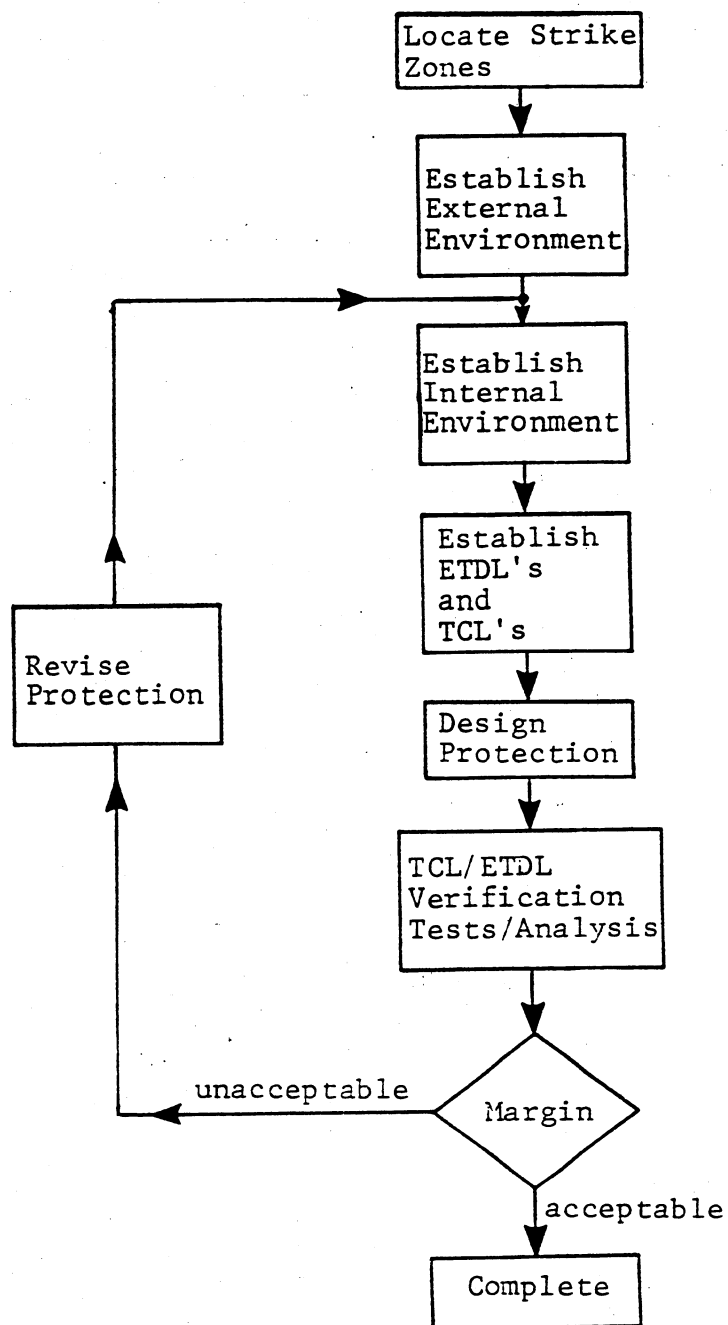 Locate Strike
Zones
Establish
External
Environment
Establish
Internal
Environment
Establish
ETDL's
and
TCL's
Revise
Protection
Design
Protection
TCL/ETDL
Verification
Tests/Analysis
unacceptable
Margin
acceptable
Complete